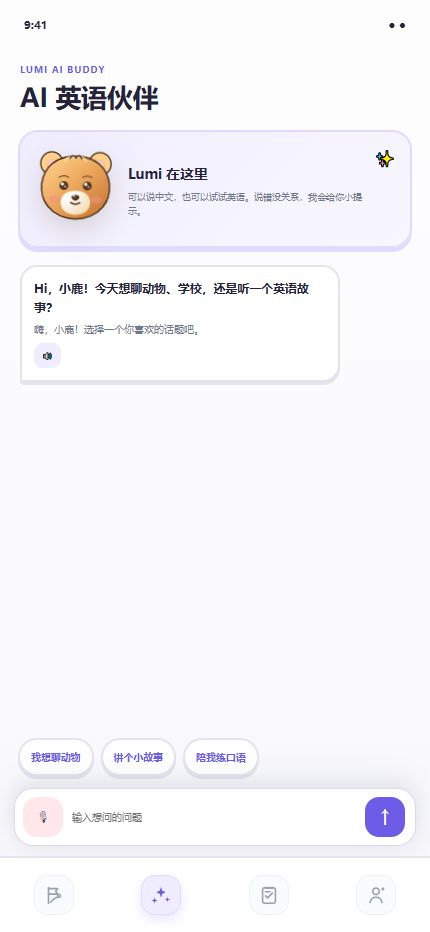 9:41
LUMI AI BUDDY
AI 英语伙伴
Lumi 在这里
可以说中文，也可以试试英语。说错没关系，我会给你小提
示。
Hi，小鹿！今天想聊动物、学校，还是听一个英语故
事？
嗨，小鹿！选择一个你喜欢的话题吧。
我想聊动物
讲个小故事
陪我练口语
输入想问的问题